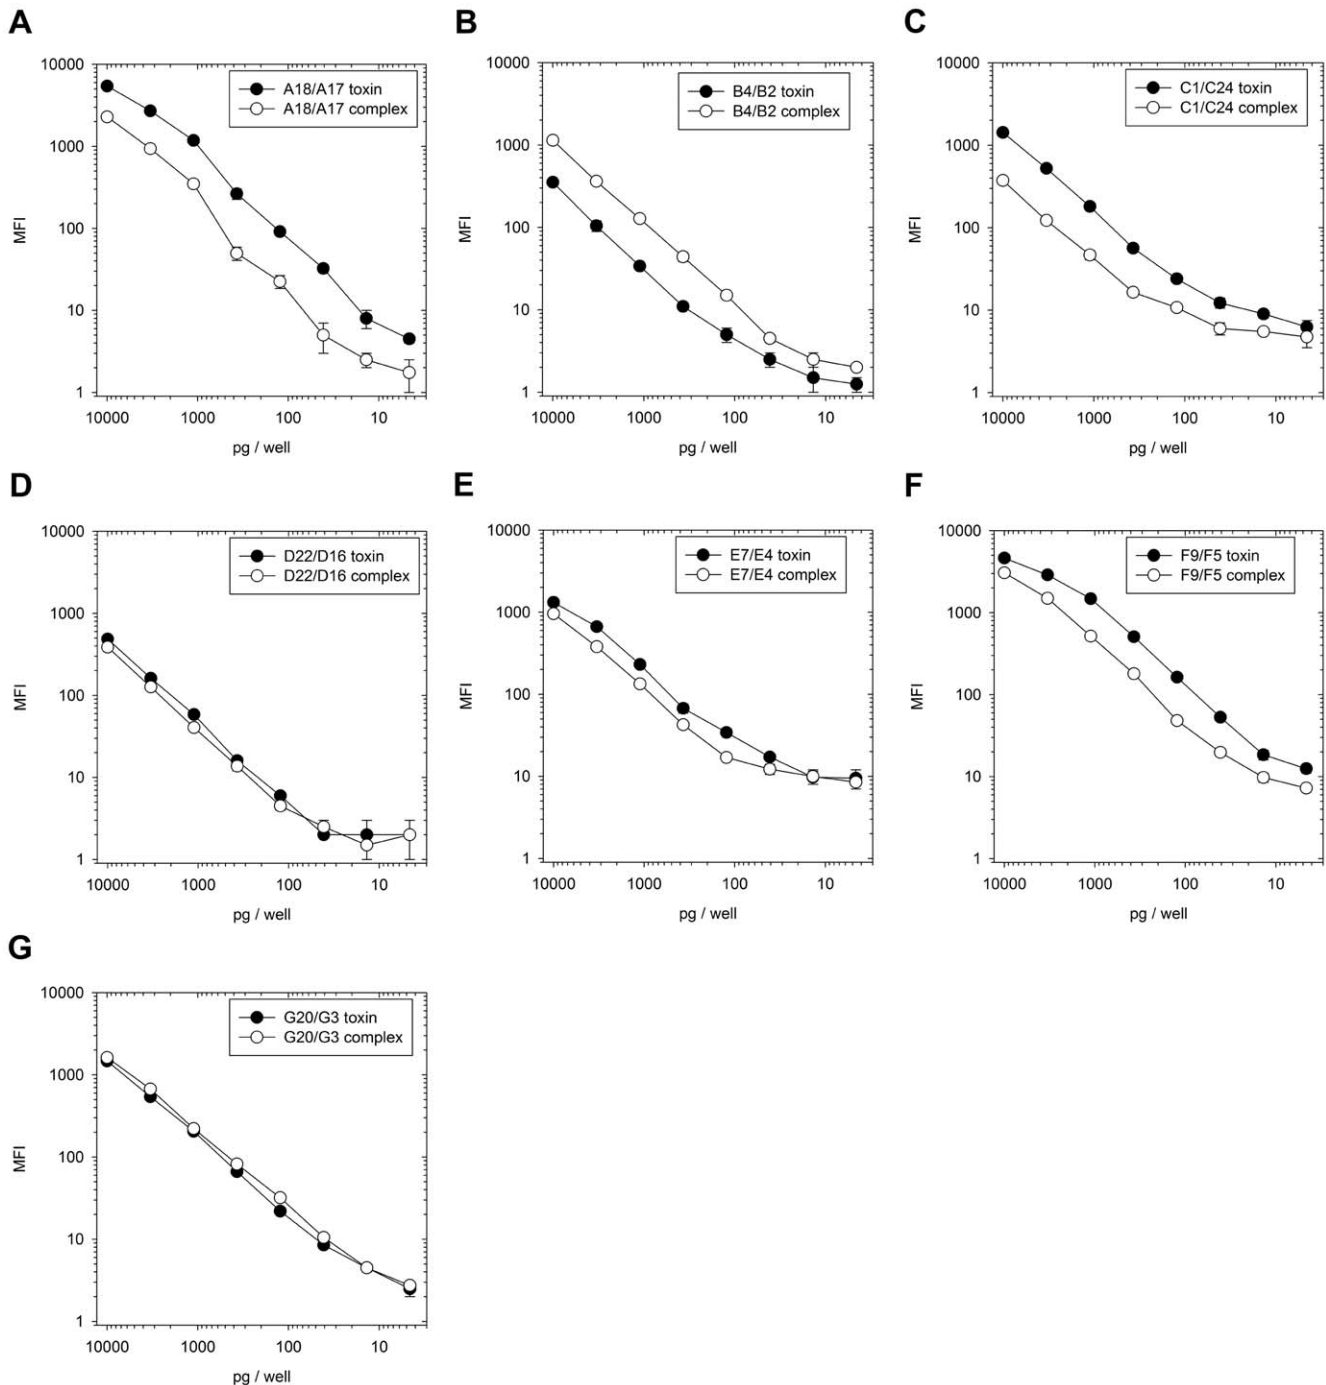 A
10000
1000
100
10
1
MFI
A18/A17 toxin
A18/A17 complex
10000 1000 100 10
pg / well
B
10000
1000
100
10
1
MFI
B4/B2 toxin
B4/B2 complex
10000 1000 100 10
pg / well
C
10000
1000
100
10
1
MFI
C1/C24 toxin
C1/C24 complex
10000 1000 100 10
pg / well
D
10000
1000
100
10
1
MFI
D22/D16 toxin
D22/D16 complex
10000 1000 100 10
pg / well
E
10000
1000
100
10
1
MFI
E7/E4 toxin
E7/E4 complex
10000 1000 100 10
pg / well
F
10000
1000
100
10
1
MFI
F9/F5 toxin
F9/F5 complex
10000 1000 100 10
pg / well
G
10000
1000
100
10
1
MFI
G20/G3 toxin
G20/G3 complex
10000 1000 100 10
pg / well